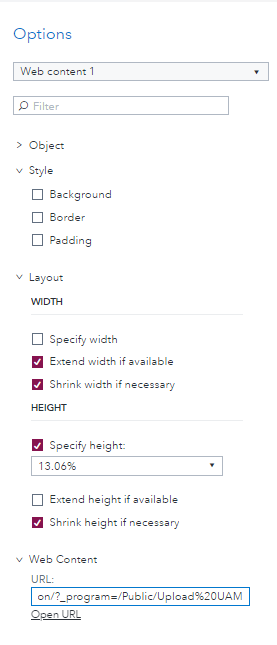 Options
Web content 1
Filter
Object
Style
Background
Border
Padding
Layout
WIDTH
Specify width
Extend width if available
Shrink width if necessary
HEIGHT
Specify height:
13.06%
Extend height if available
Shrink height if necessary
Web Content
URL:
on/?_program=/Public/Upload%20UAM
Open URL